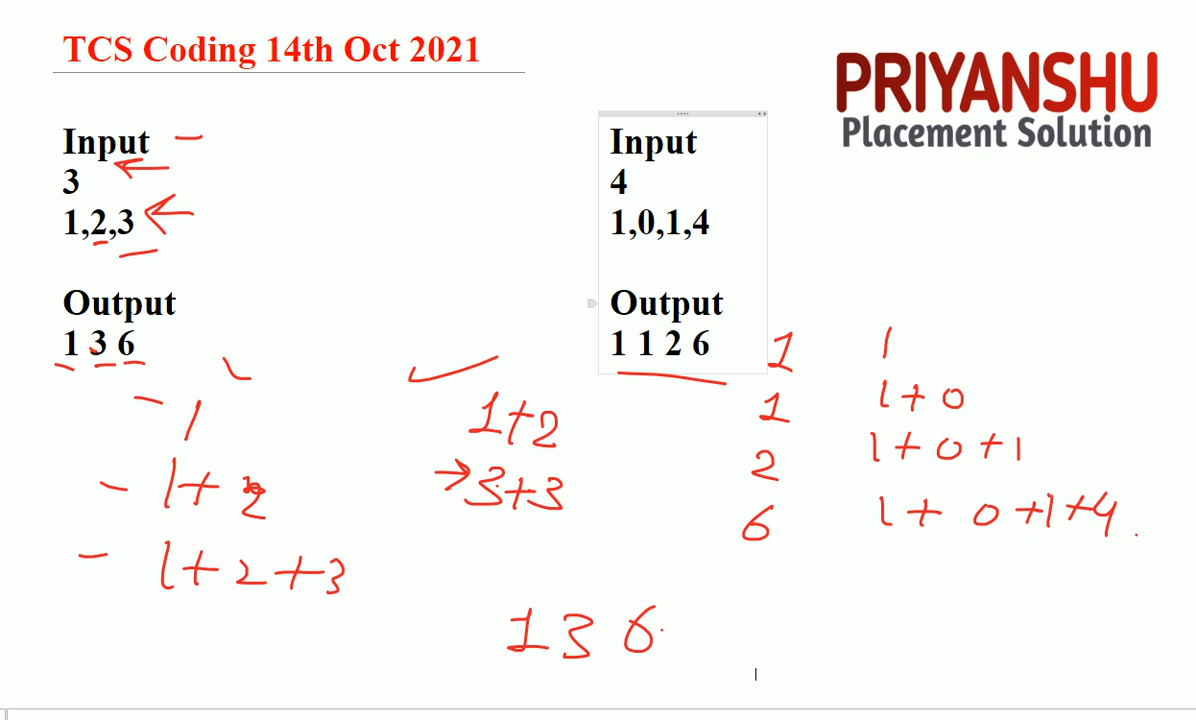 TCS Coding 14th Oct 2021
PRIYANSHU
Placement Solution
Input
3
1,2,3
Output
1 3 6
1
1+2
1+2+3
1+2
3+3
1 3 6
Input
4
1,0,1,4
Output
1 1 2 6
1 1
1 1+0
2 1+0+1
6 1+0+1+4.